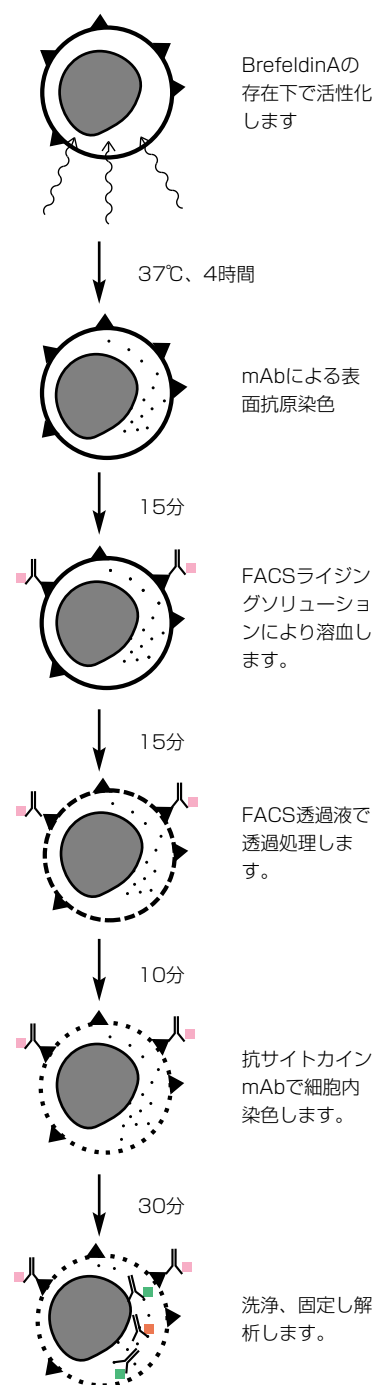 BrefeldinAの
存在下で活性化
します
37℃、4時間
mAbによる表
面抗原染色
15分
FACSライジン
グソリューショ
ンにより溶血し
ます。
15分
FACS透過液で
透過処理しま
す。
10分
抗サイトカイン
mAbで細胞内
染色します。
30分
洗浄、固定し解
析します。